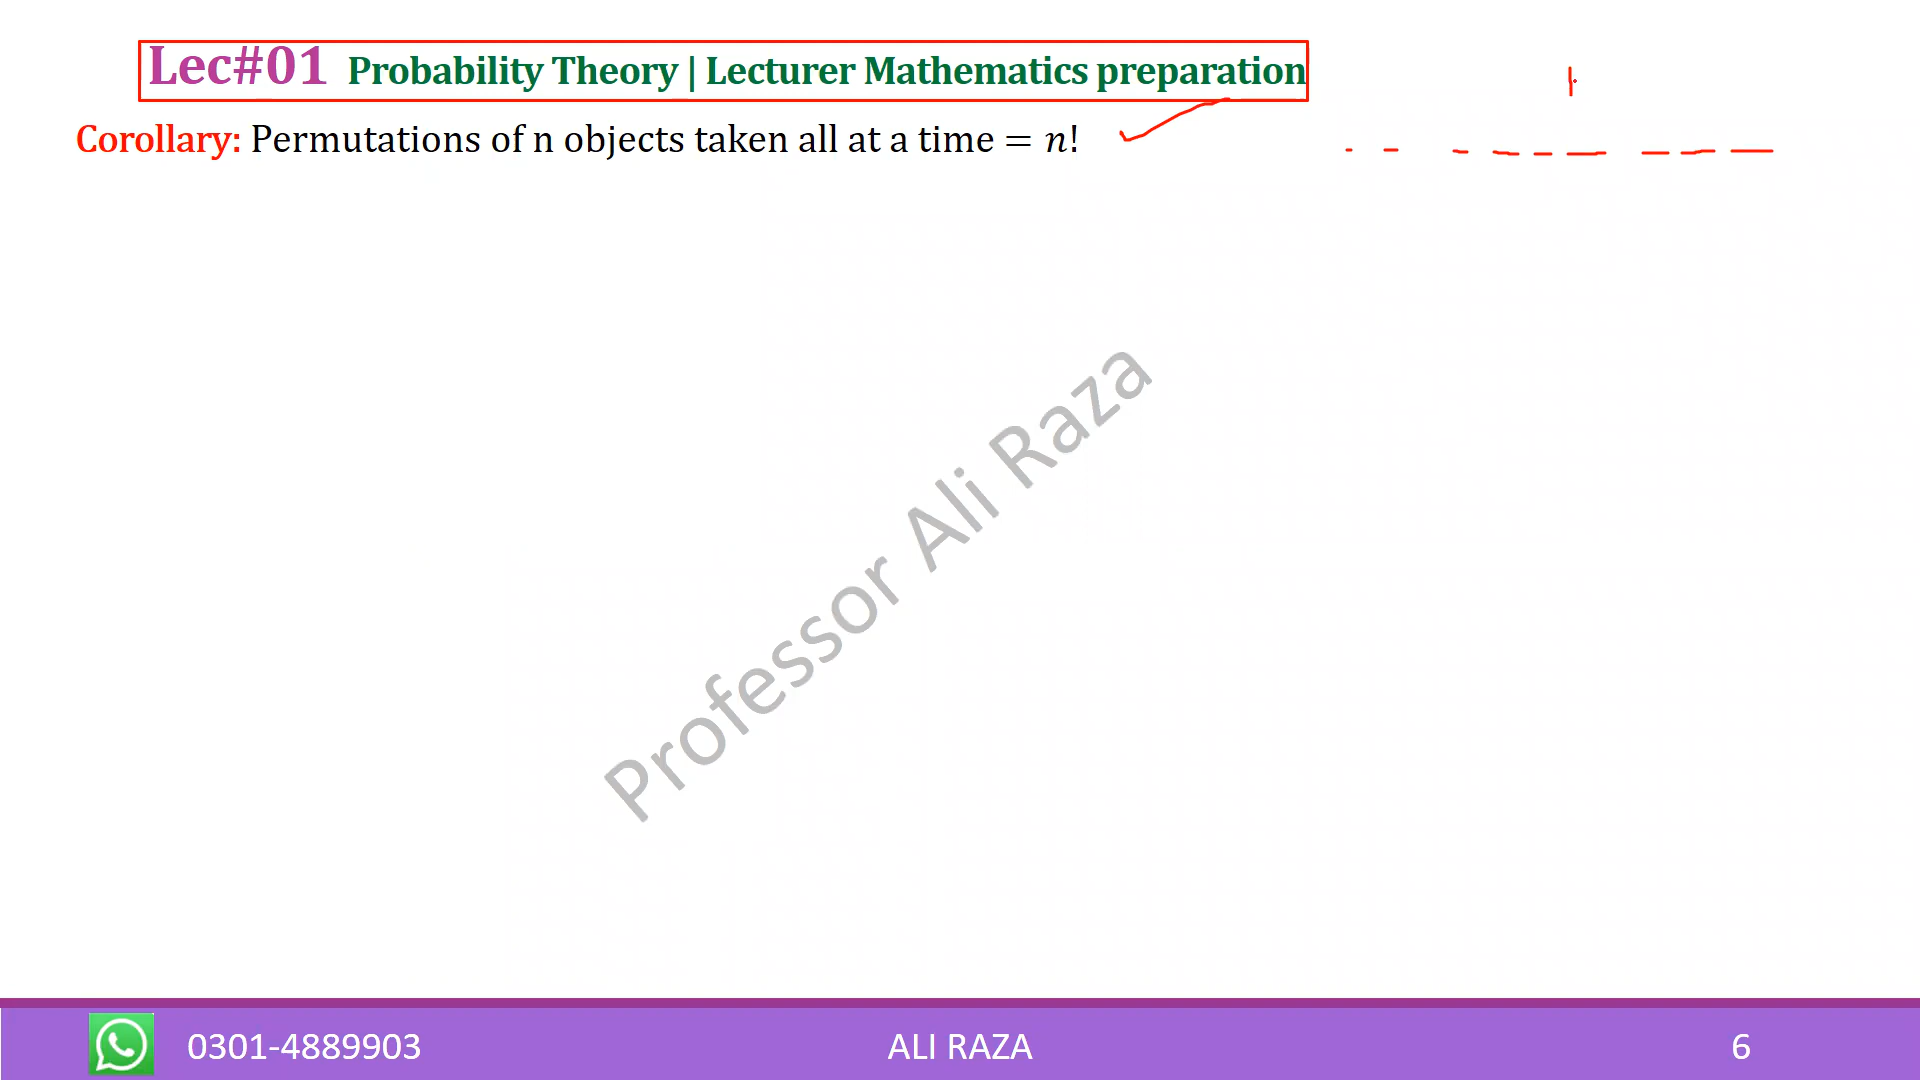 Lec#01 Probability Theory | Lecturer Mathematics preparation
Corollary: Permutations of n objects taken all at a time = n!
Professor Ali Raza
0301-4889903 ALI RAZA 6